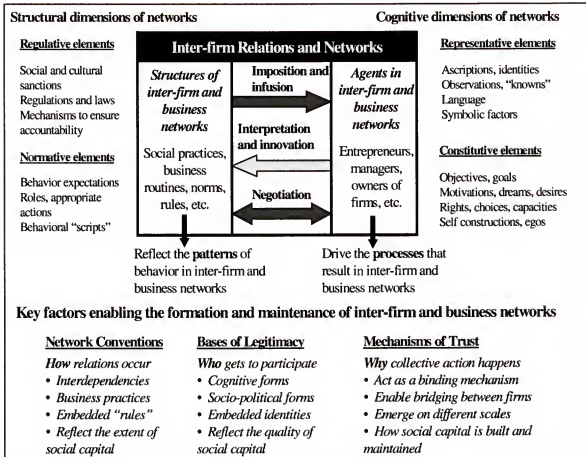 Structural dimensions of networks
Cognitive dimensions of networks
Regulative elements
Social and cultural
sanctions
Regulations and laws
Mechanisms to ensure
accountability
Normative elements
Behavior expectations
Roles, appropriate
actions
Behavioral "scripts"
Inter-firm Relations and Networks
Structures of
inter-firm and
business
networks
Social practices,
business
routines, norms,
rules, etc.
Imposition and
infusion
Interpretation
and innovation
Negotiation
Agents in
inter-firm and
business
networks
Entrepreneurs,
managers,
owners of
firms, etc.
Representative elements
Ascriptions, identities
Observations, "knowns"
Language
Symbolic factors
Constitutive elements
Objectives, goals
Motivations, dreams, desires
Rights, choices, capacities
Self constructions, egos
Reflect the patterns of
behavior in inter-firm and
business networks
Drive the processes that
result in inter-firm and
business networks
Key factors enabling the formation and maintenance of inter-firm and business networks
Network Conventions
How relations occur
• Interdependencies
• Business practices
• Embedded "rules"
• Reflect the extent of
social capital
Bases of Legitimacy
Who gets to participate
• Cognitive forms
• Socio-political forms
• Embedded identities
• Reflect the quality of
social capital
Mechanisms of Trust
Why collective action happens
• Act as a binding mechanism
• Enable bridging between firms
• Emerge on different scales
• How social capital is built and
maintained